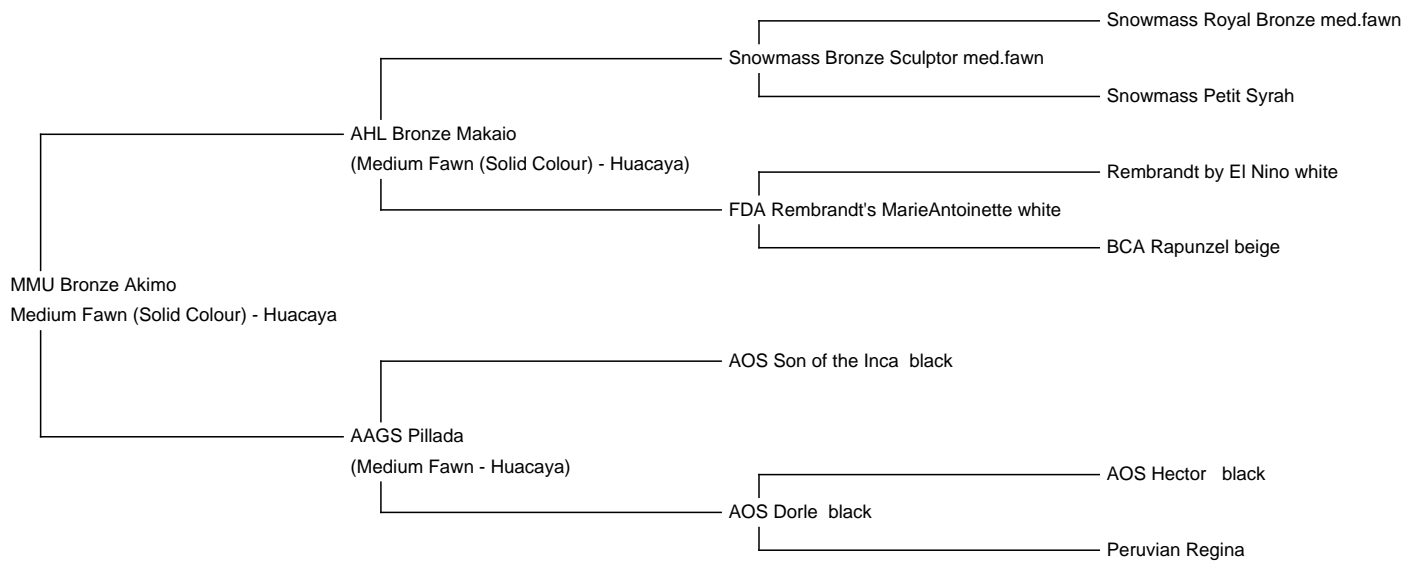 Snowmass Royal Bronze med.fawn
Snowmass Bronze Sculptor med.fawn
Snowmass Petit Syrah
AHL Bronze Makaio
(Medium Fawn (Solid Colour) - Huacaya)
Rembrandt by El Nino white
FDA Rembrandt's MarieAntoinette white
BCA Rapunzel beige
MMU Bronze Akimo
Medium Fawn (Solid Colour) - Huacaya
AOS Son of the Inca  black
AAGS Pillada
(Medium Fawn - Huacaya)
AOS Hector   black
AOS Dorle  black
Peruvian Regina